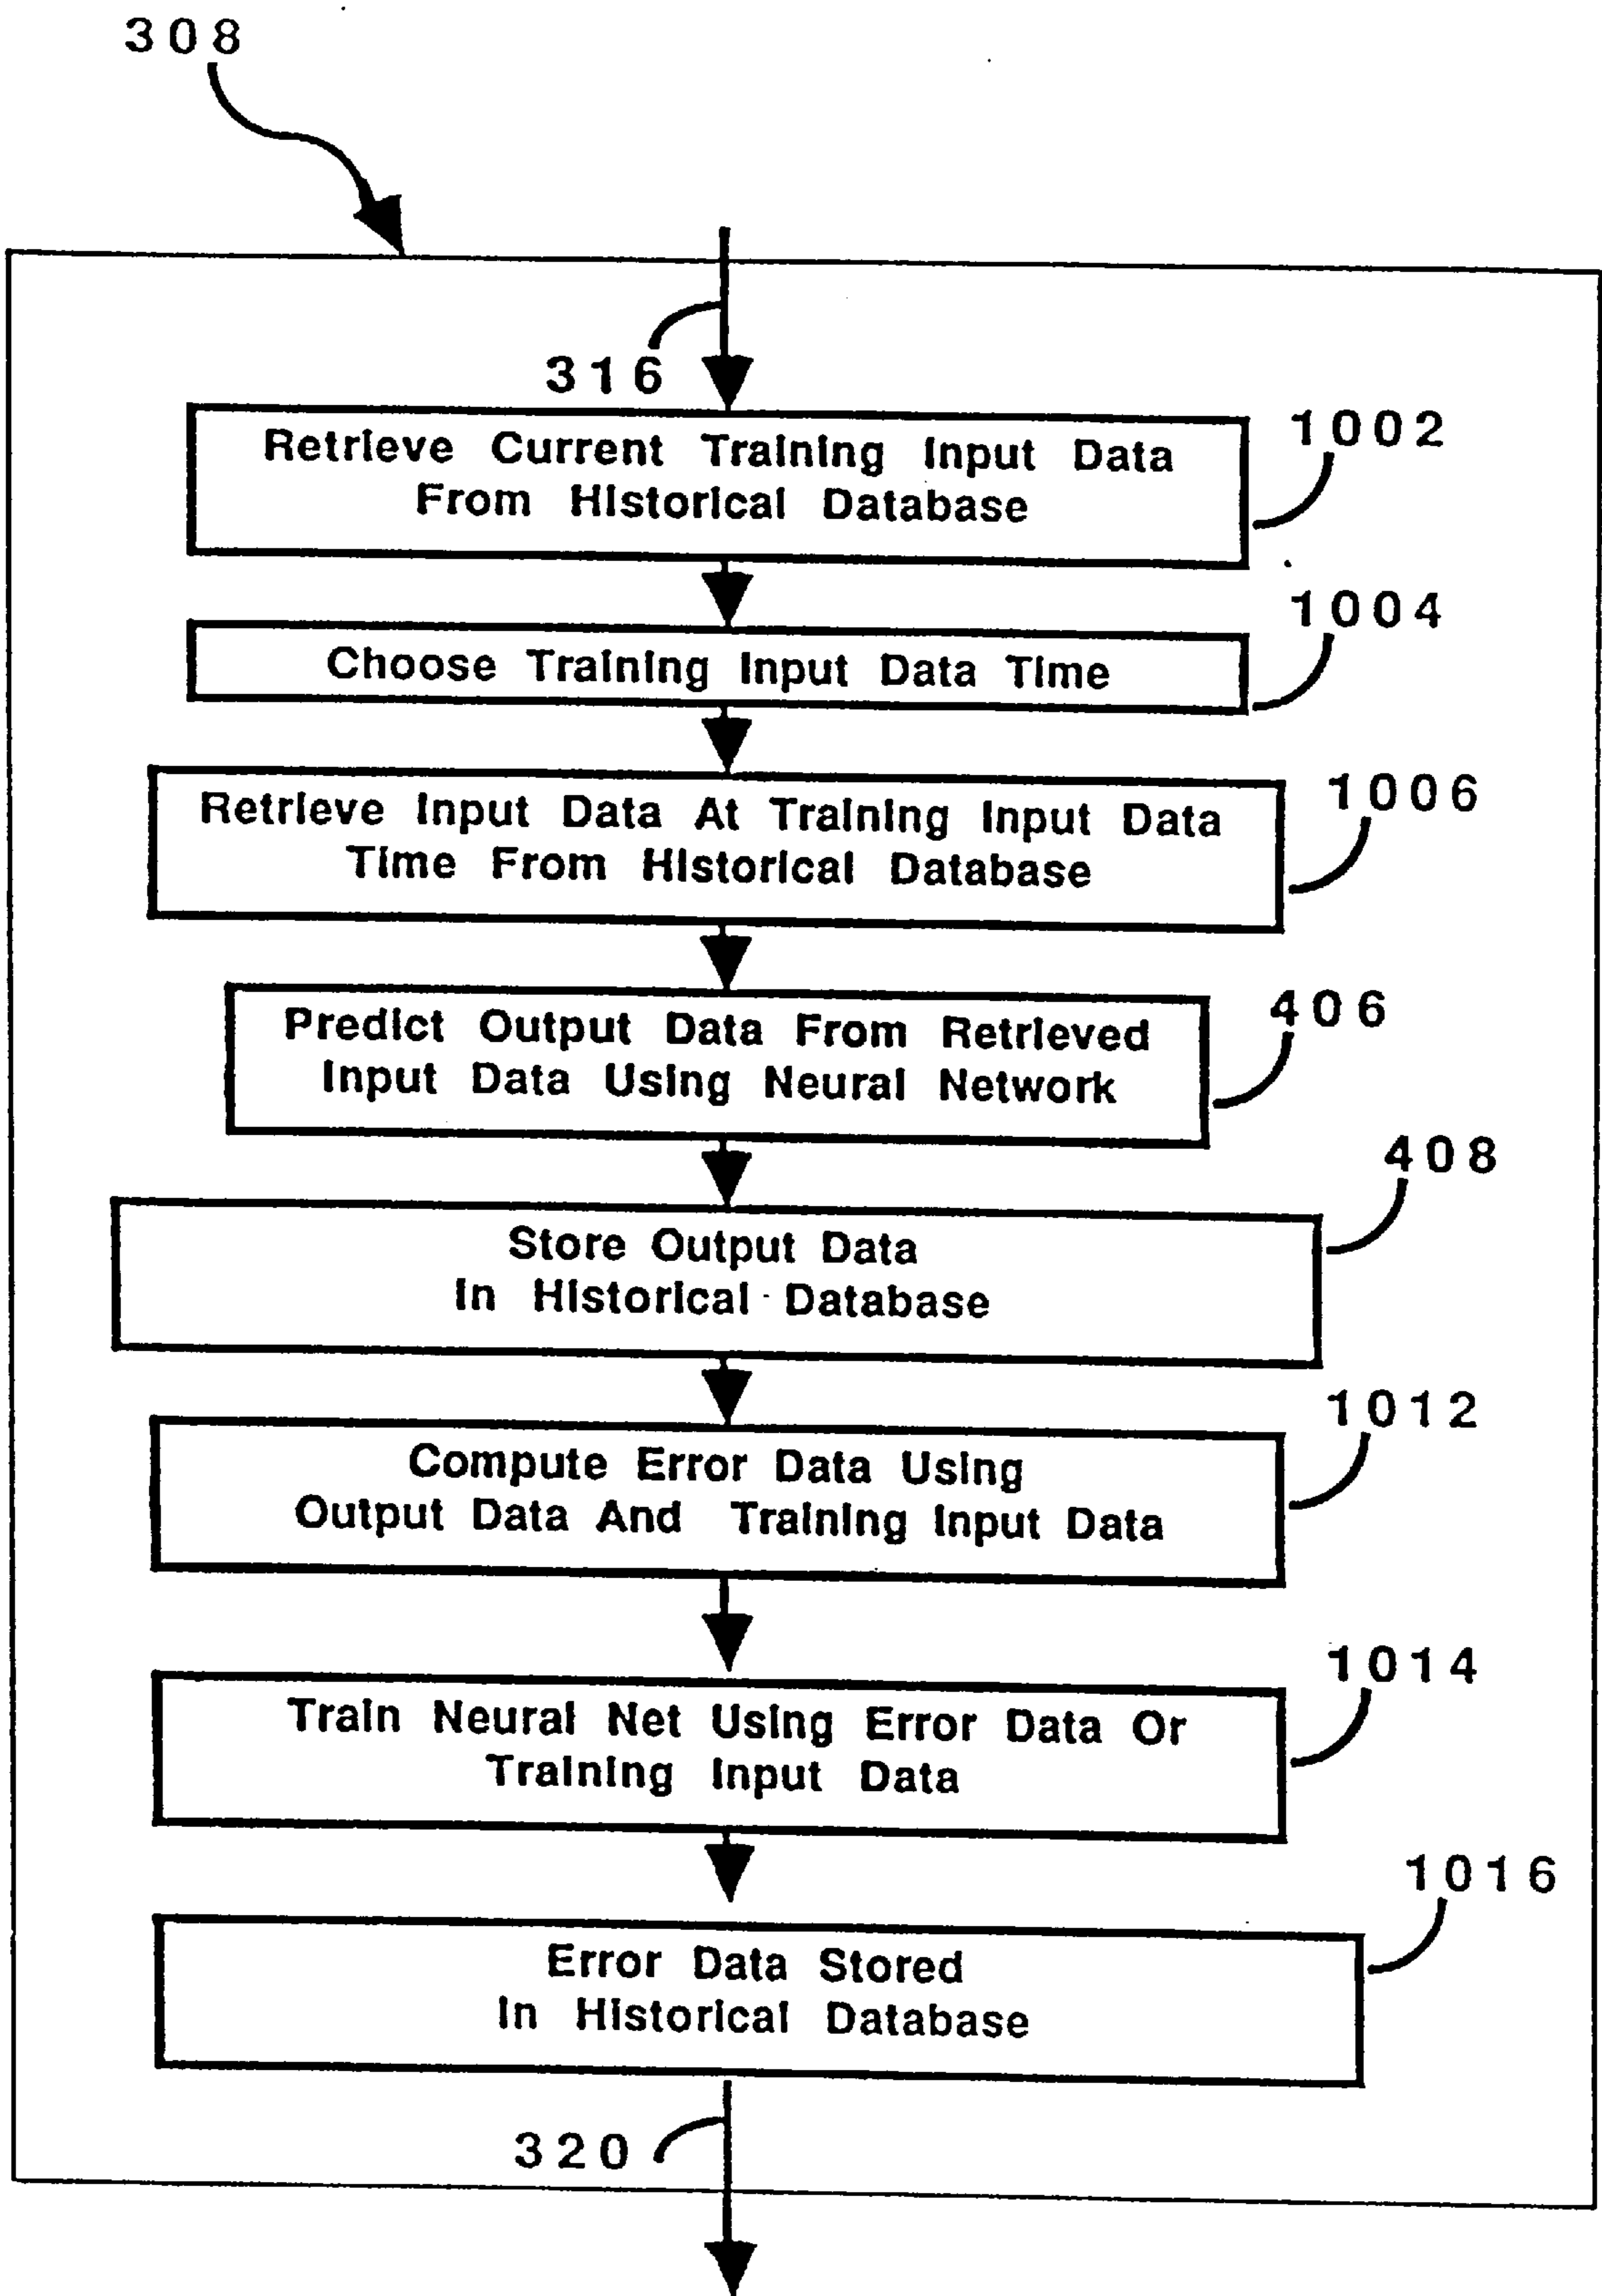 308
316
Retrieve Current Training Input Data
From Historical Database
1002
Choose Training Input Data Time
1004
Retrieve Input Data At Training Input Data
Time From Historical Database
1006
Predict Output Data From Retrieved
Input Data Using Neural Network
406
Store Output Data
In Historical Database
408
Compute Error Data Using
Output Data And Training Input Data
1012
Train Neural Net Using Error Data Or
Training Input Data
1014
Error Data Stored
In Historical Database
1016
320